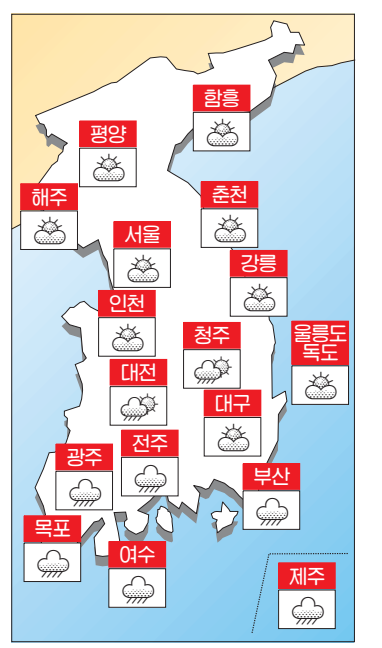 함흥
평양
해주
춘천
서울
강릉
인천
울릉도
독도
청주
대전
대구
전주
광주
부산
목포
여수
제주